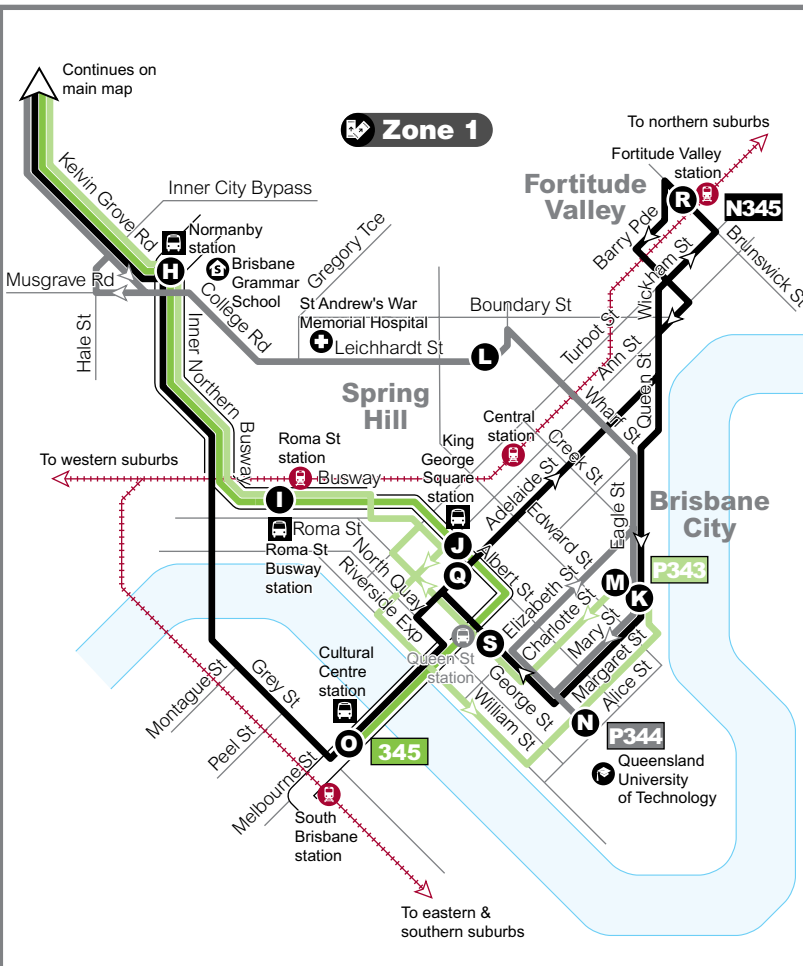 Continues on
main map
Zone 1
To northern suburbs
Fortitude Valley
station
Fortitude
Valley
R
N345
Kelvin Grove Rd
Inner City Bypass
Normanby
station
H
Musgrave Rd
S
Brisbane
Grammar
School
Gregory Tce
Barry Pde
Wickham St
Brunswick St
Hale St
College Rd
St Andrew's War
Memorial Hospital
Leichhardt St
Boundary St
L
Turbot St
Ann St
Queen St
Inner Northern
Busway
Spring
Hill
Wharf St
Central
station
Creek St
King
George
Square
station
Roma St
station
Busway
To western suburbs
I
Adelaide St
Edward St
Eagle St
Brisbane
City
Roma St
Roma St
Busway
station
J
Q
Albert St
North Quay
Riverside Exp
Elizabeth St
Charlotte St
M
K
P343
Mary St
Margaret St
Alice St
Queen St
station
S
George St
William St
N
P344
Queensland
University
of Technology
Cultural
Centre
station
Grey St
Montague St
Peel St
Melbourne St
O
345
South
Brisbane
station
To eastern &
southern suburbs